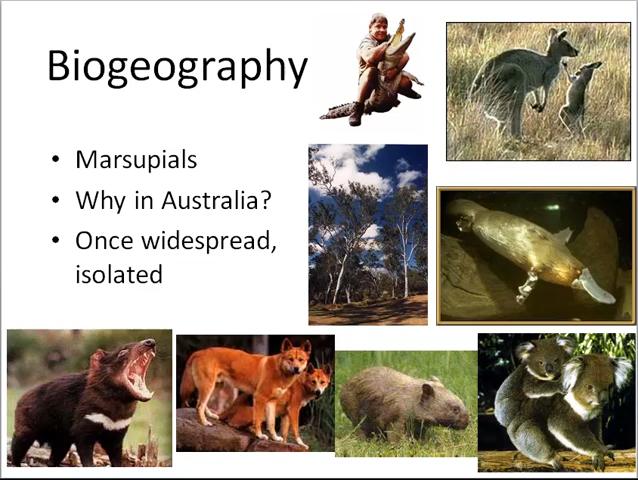 Biogeography
• Marsupials
• Why in Australia?
• Once widespread,
isolated